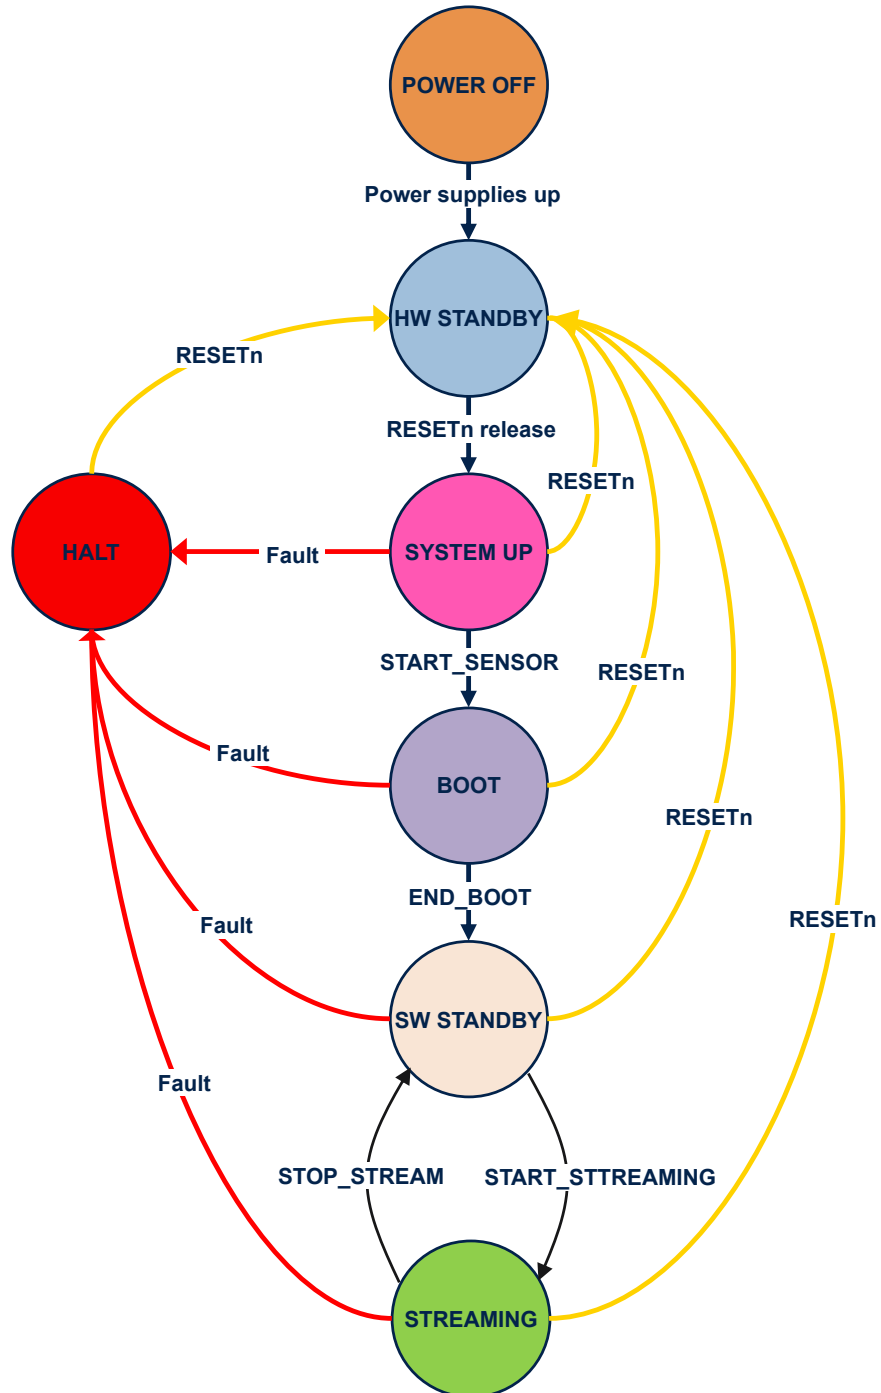 POWER OFF
Power supplies up
HW STANDBY
RESETn
RESETn release
RESETn
HALT
Fault
SYSTEM UP
START_SENSOR
RESETn
Fault
BOOT
RESETn
END_BOOT
Fault
RESETn
SW STANDBY
Fault
STOP_STREAM
START_STTREAMING
STREAMING